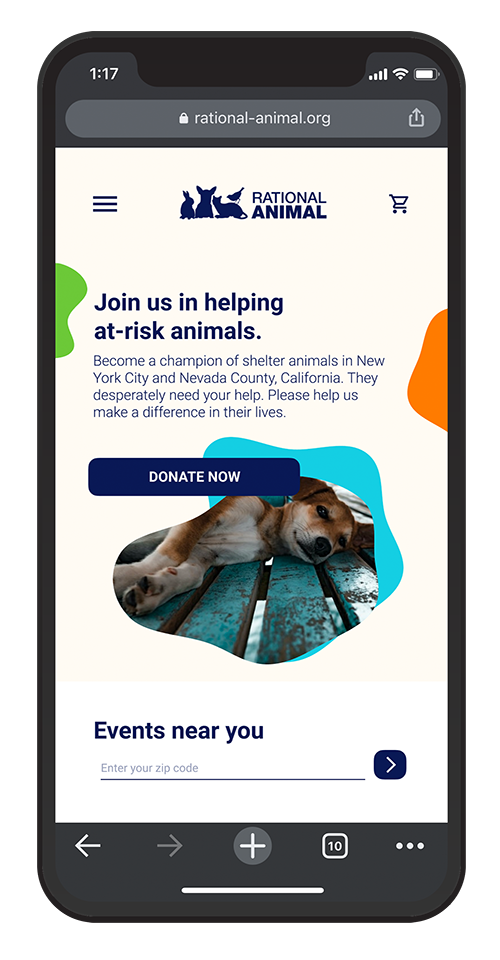 1:17
rational-animal.org
RATIONAL
ANIMAL
Join us in helping
at-risk animals.
Become a champion of shelter animals in New
York City and Nevada County, California. They
desperately need your help. Please help us
make a difference in their lives.
DONATE NOW
Events near you
Enter your zip code
10